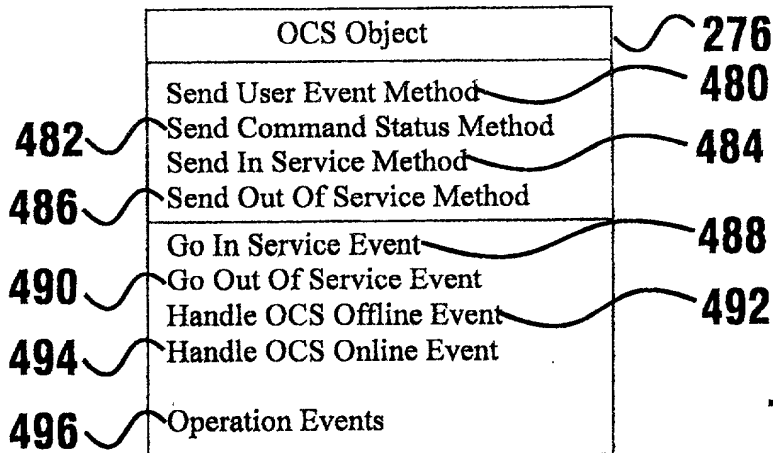 OCS Object 276
Send User Event Method 480
482 Send Command Status Method
Send In Service Method 484
486 Send Out Of Service Method
Go In Service Event 488
490 Go Out Of Service Event
Handle OCS Offline Event 492
494 Handle OCS Online Event
496 Operation Events